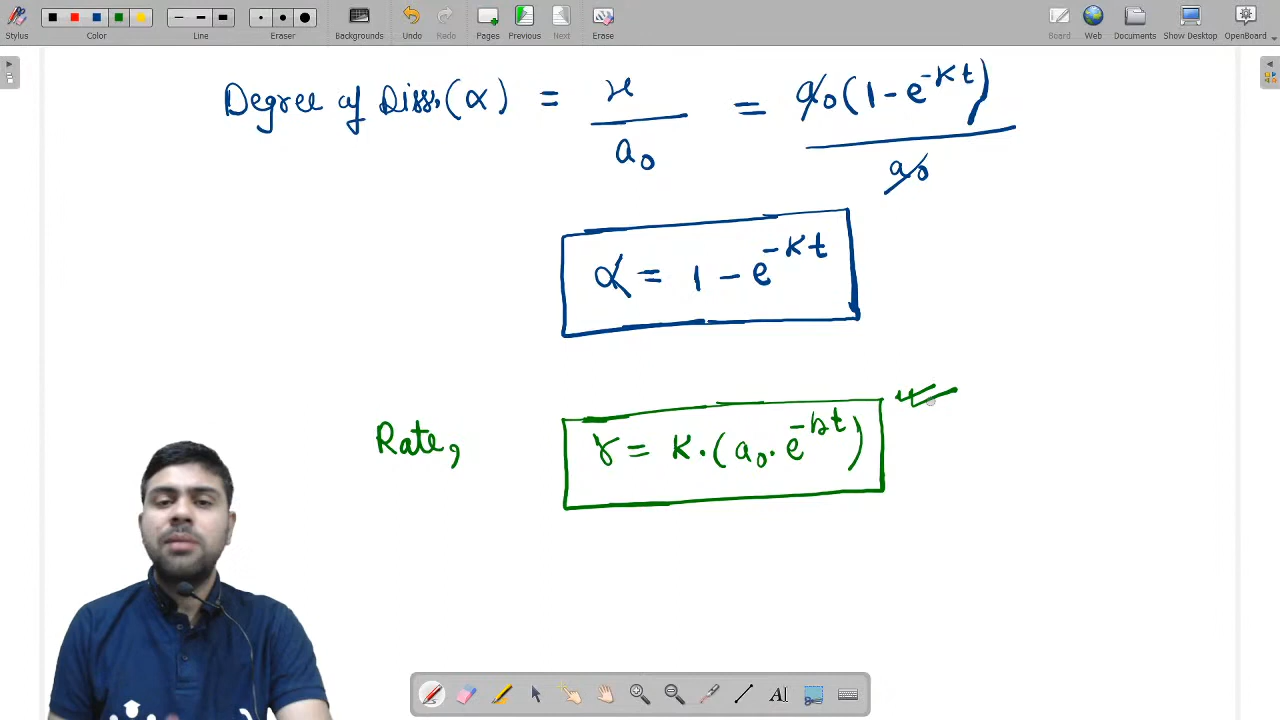 Stylus Color Line Eraser Backgrounds Undo Redo Pages Previous Next Erase Board Web Documents Show Desktop OpenBoard
Degree of Diss.(α) = x / a₀ = a₀(1 - e^-Kt) / a₀
α = 1 - e^-Kt
Rate, r = K.(a₀.e^-kt)
AI